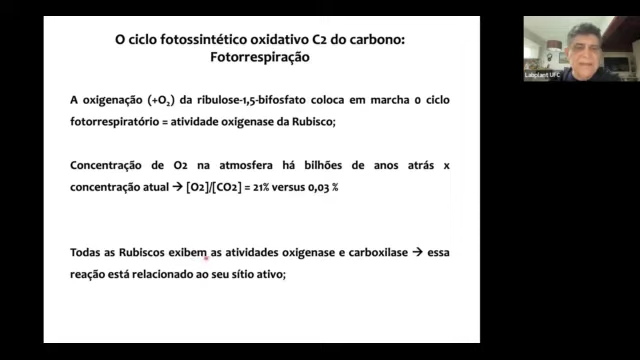 O ciclo fotossintético oxidativo C2 do carbono:
Fotorrespiração
A oxigenação (+O₂) da ribulose-1,5-bifosfato coloca em marcha o ciclo
fotorrespiratório = atividade oxigenase da Rubisco;
Concentração de O2 na atmosfera há bilhões de anos atrás x
concentração atual → [O2]/[CO2] = 21% versus 0,03 %
Todas as Rubiscos exibem as atividades oxigenase e carboxilase → essa
reação está relacionado ao seu sítio ativo;
Labplant UFC